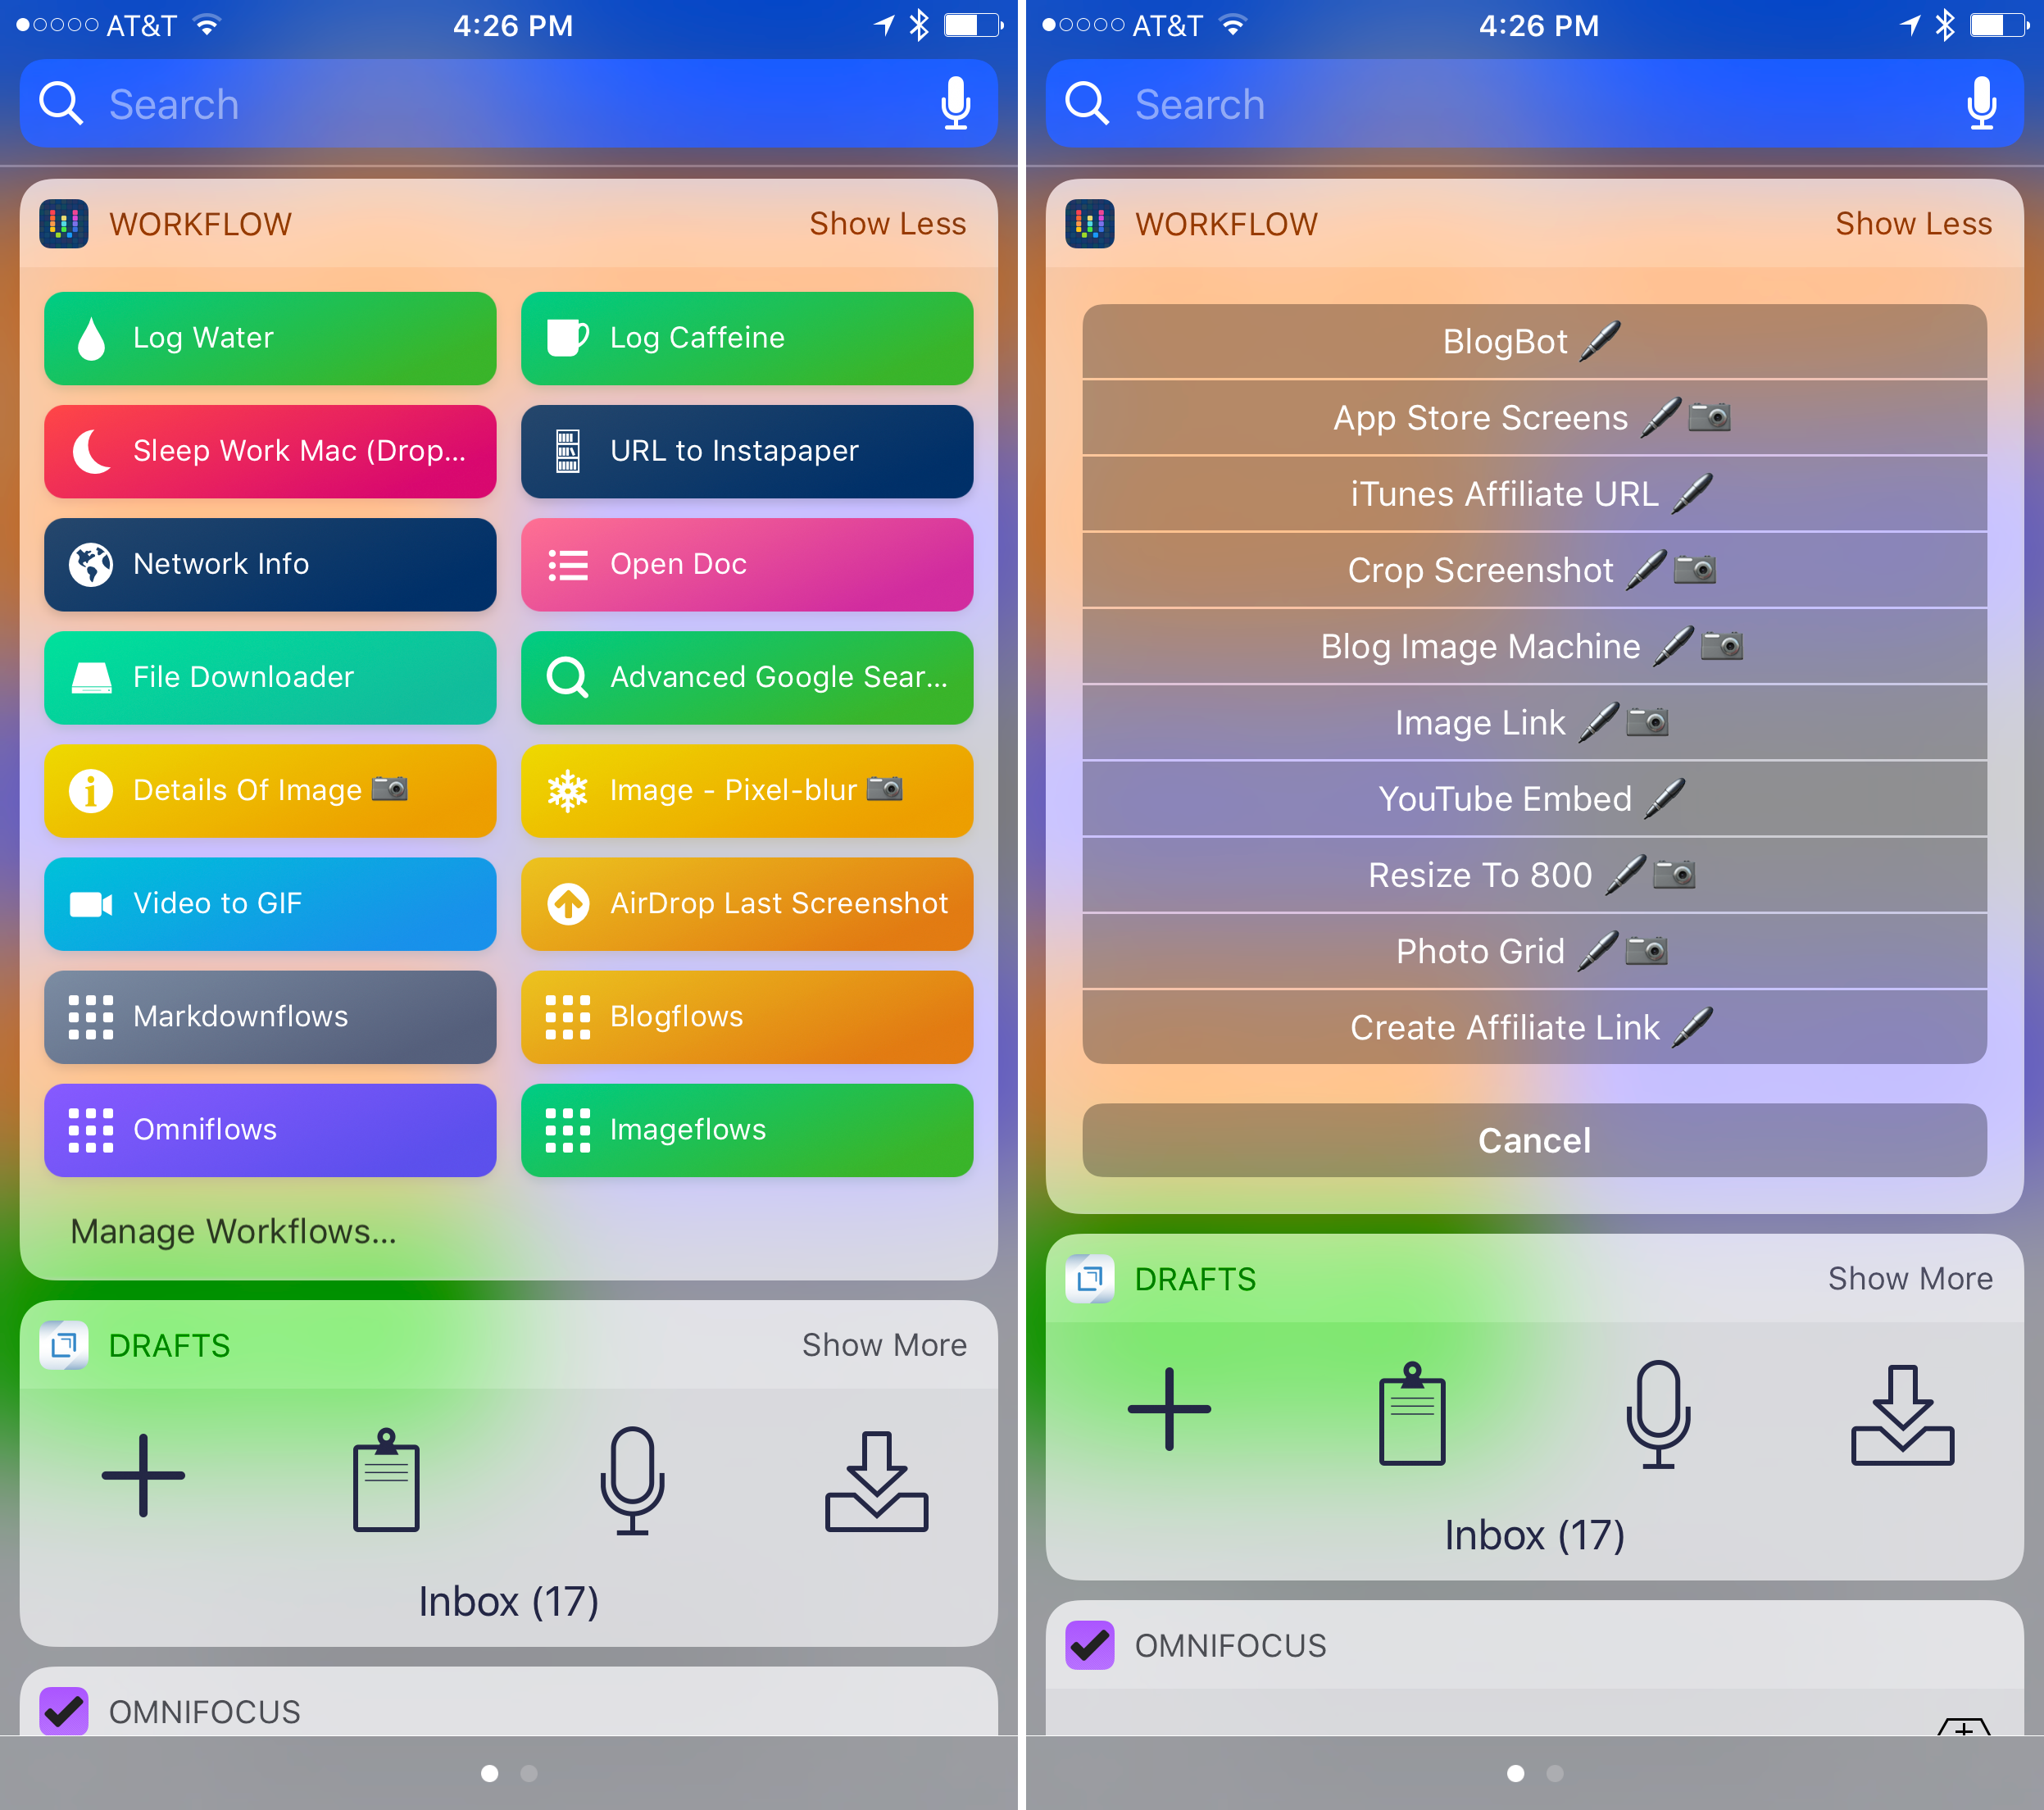 AT&T 4:26 PM
Search
WORKFLOW Show Less
Log Water Log Caffeine
Sleep Work Mac (Drop... URL to Instapaper
Network Info Open Doc
File Downloader Advanced Google Sear...
Details Of Image Image - Pixel-blur
Video to GIF AirDrop Last Screenshot
Markdownflows Blogflows
Omniflows Imageflows
Manage Workflows...
DRAFTS Show More
Inbox (17)
OMNIFOCUS
AT&T 4:26 PM
Search
WORKFLOW Show Less
BlogBot
App Store Screens
iTunes Affiliate URL
Crop Screenshot
Blog Image Machine
Image Link
YouTube Embed
Resize To 800
Photo Grid
Create Affiliate Link
Cancel
DRAFTS Show More
Inbox (17)
OMNIFOCUS